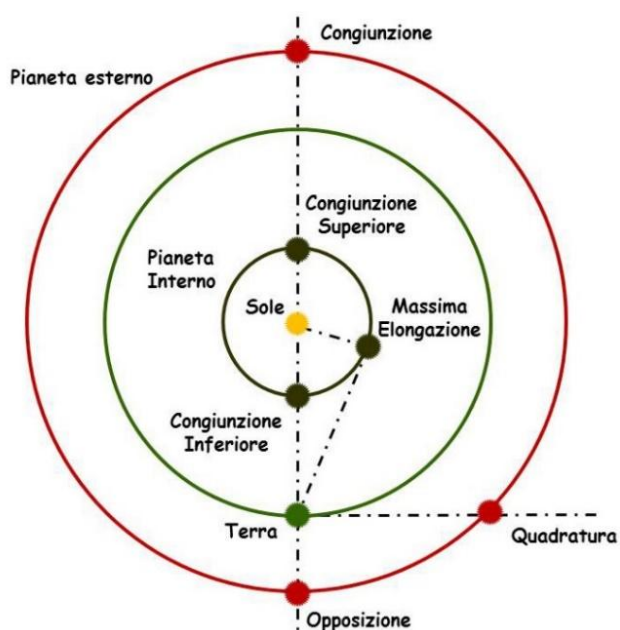 Congiunzione
Pianeta esterno
Congiunzione
Superiore
Pianeta
Interno
Sole
Massima
Elongazione
Congiunzione
Inferiore
Terra
Quadratura
Opposizione